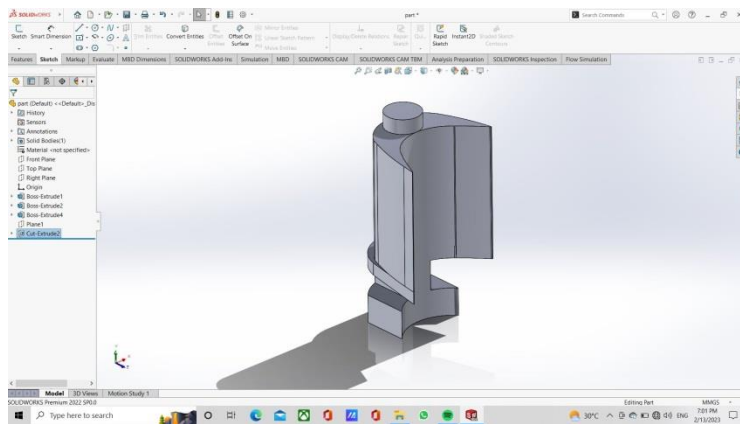 SOLIDWORKS
part *
Search Commands
Sketch Smart Dimension Trim Entities Convert Entities Offset Entities Offset On Surface Mirror Entities Linear Sketch Pattern Move Entities Display/Delete Relations Repair Sketch Rapid Sketch Instant2D Shaded Sketch Contours
Features Sketch Markup Evaluate MBD Dimensions SOLIDWORKS Add-Ins Simulation MBD SOLIDWORKS CAM SOLIDWORKS CAM TBM Analysis Preparation SOLIDWORKS Inspection Flow Simulation
part (Default) <<Default>_Dis
History
Sensors
Annotations
Solid Bodies(1)
Material <not specified>
Front Plane
Top Plane
Right Plane
Origin
Boss-Extrude1
Boss-Extrude2
Boss-Extrude4
Plane1
Cut-Extrude2
Model 3D Views Motion Study 1
SOLIDWORKS Premium 2022 SP0.0
Editing Part MMGS
Type here to search
30°C ENG 7:01 PM
2/13/2023